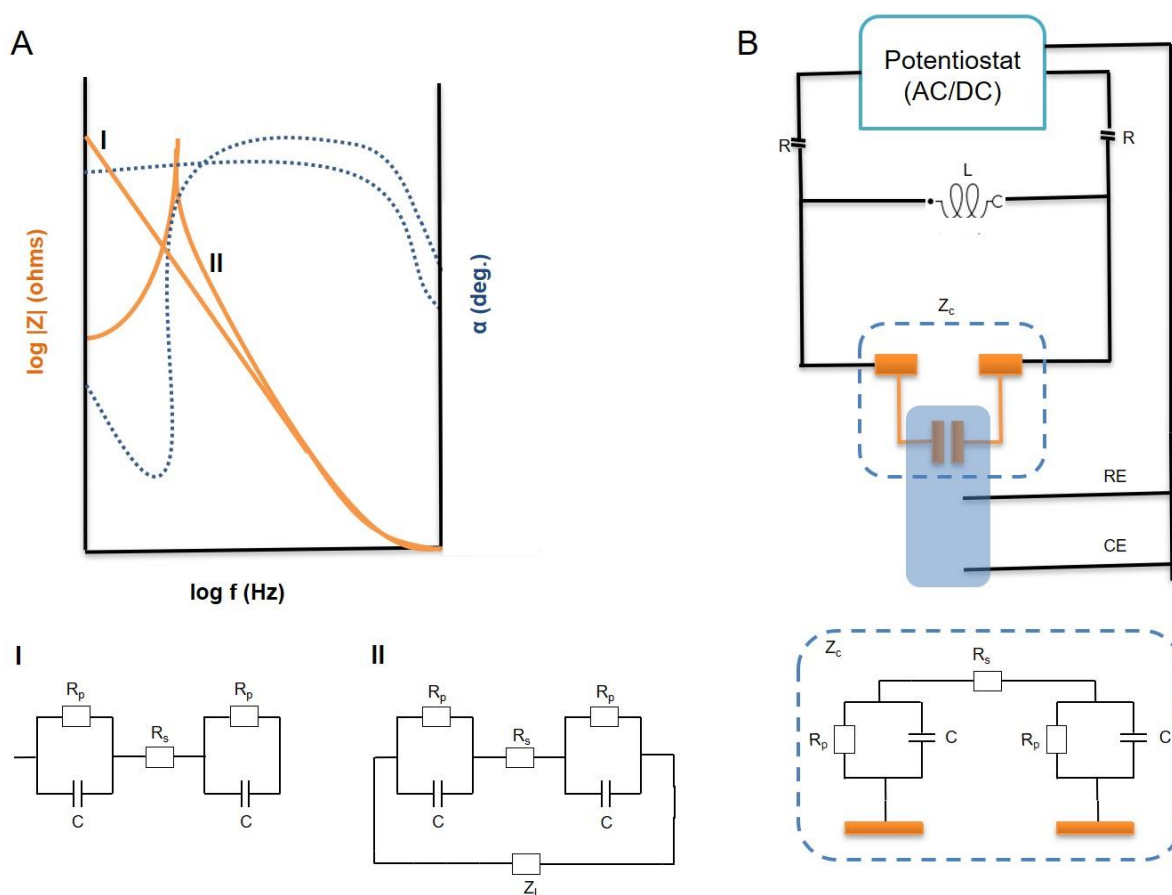 A
I
II
log |Z| (ohms)
α (deg.)
log f (Hz)
B
Potentiostat
(AC/DC)
R
R
L
Zc
RE
CE
I
Rp
Rs
Rp
C
C
II
Rp
Rs
Rp
C
C
ZL
Zc
Rs
Rp
C
Rp
C